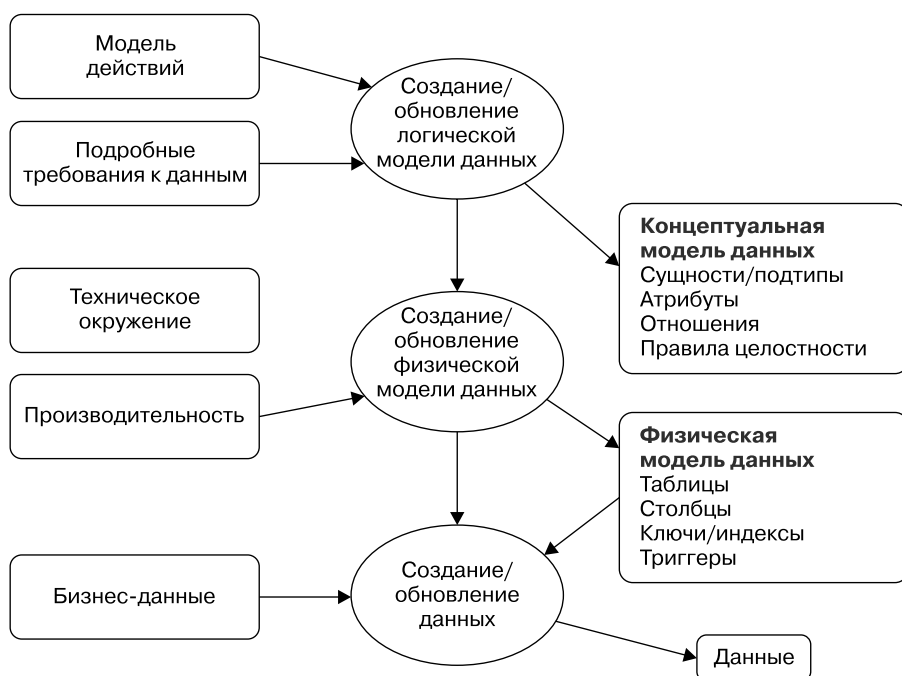 Модель
действий
Подробные
требования к данным
Создание/
обновление
логической
модели данных
Концептуальная
модель данных
Сущности/подтипы
Атрибуты
Отношения
Правила целостности
Техническое
окружение
Производительность
Создание/
обновление
физической
модели данных
Физическая
модель данных
Таблицы
Столбцы
Ключи/индексы
Триггеры
Бизнес-данные
Создание/
обновление
данных
Данные